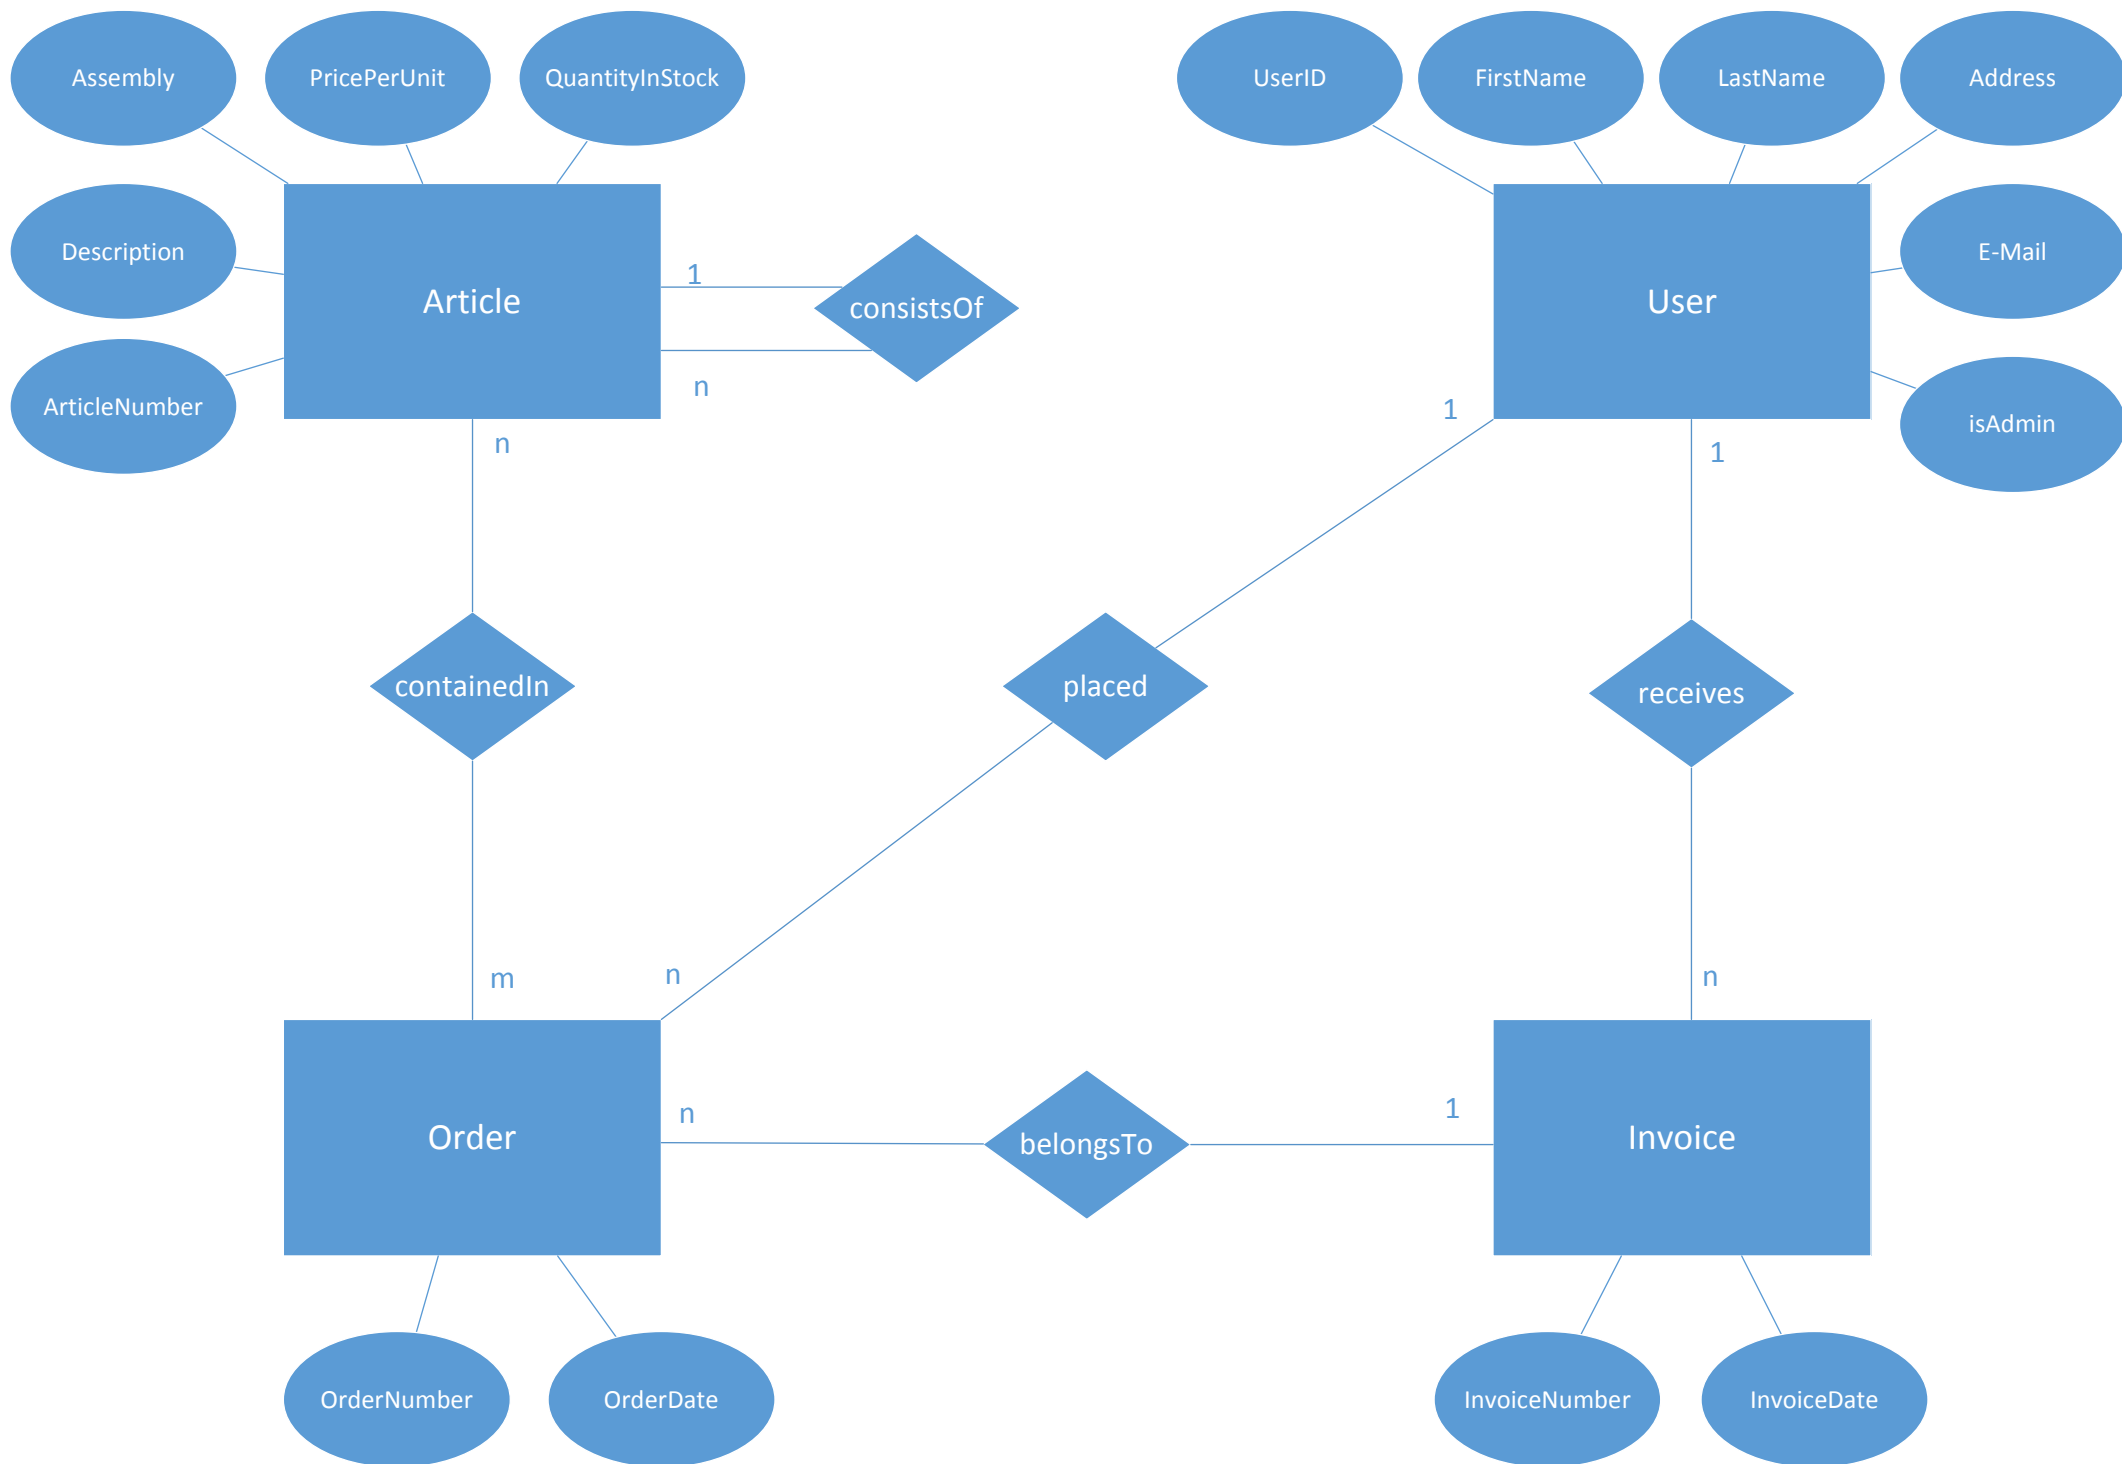 Assembly
PricePerUnit
QuantityInStock
UserID
FirstName
LastName
Address
Description
Article
1
consistsOf
n
User
E-Mail
ArticleNumber
isAdmin
n
1
1
containedIn
placed
receives
m
n
n
Order
n
belongsTo
1
Invoice
OrderNumber
OrderDate
InvoiceNumber
InvoiceDate